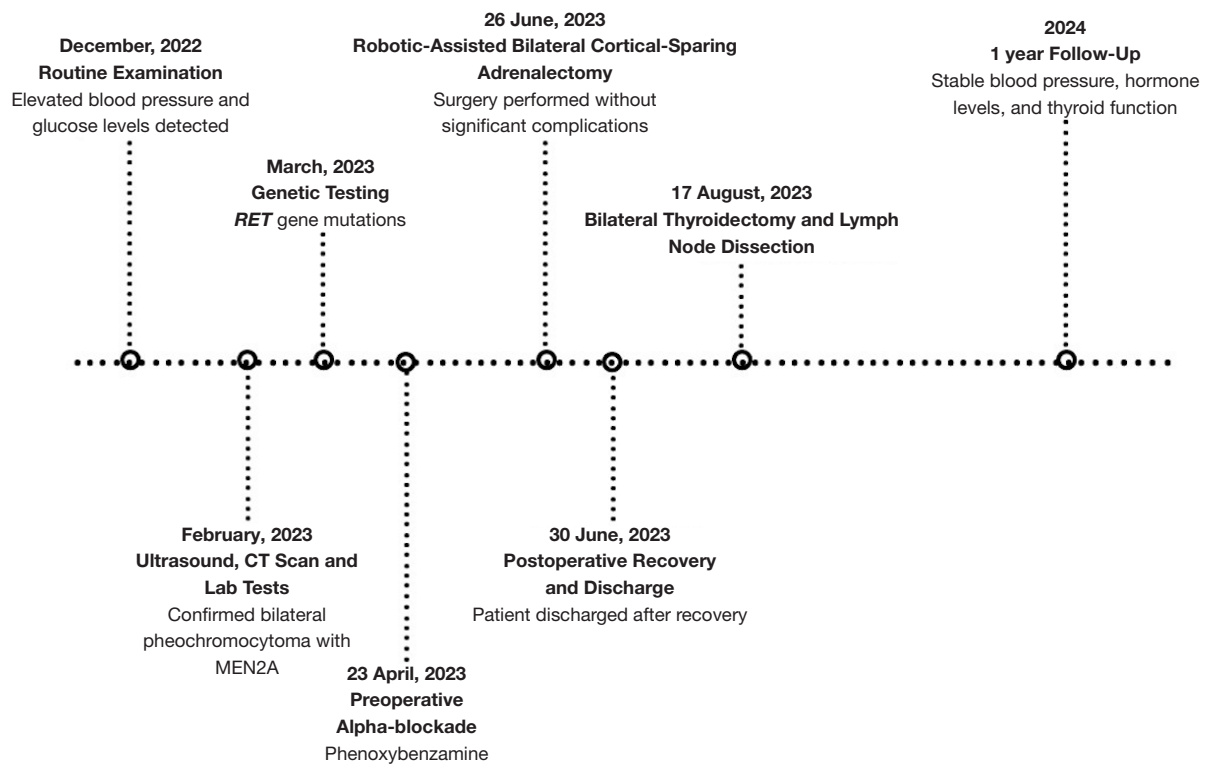 December, 2022
Routine Examination
Elevated blood pressure and
glucose levels detected
February, 2023
Ultrasound, CT Scan and
Lab Tests
Confirmed bilateral
pheochromocytoma with
MEN2A
March, 2023
Genetic Testing
RET gene mutations
23 April, 2023
Preoperative
Alpha-blockade
Phenoxybenzamine
26 June, 2023
Robotic-Assisted Bilateral Cortical-Sparing
Adrenalectomy
Surgery performed without
significant complications
30 June, 2023
Postoperative Recovery
and Discharge
Patient discharged after recovery
17 August, 2023
Bilateral Thyroidectomy and Lymph
Node Dissection
2024
1 year Follow-Up
Stable blood pressure, hormone
levels, and thyroid function